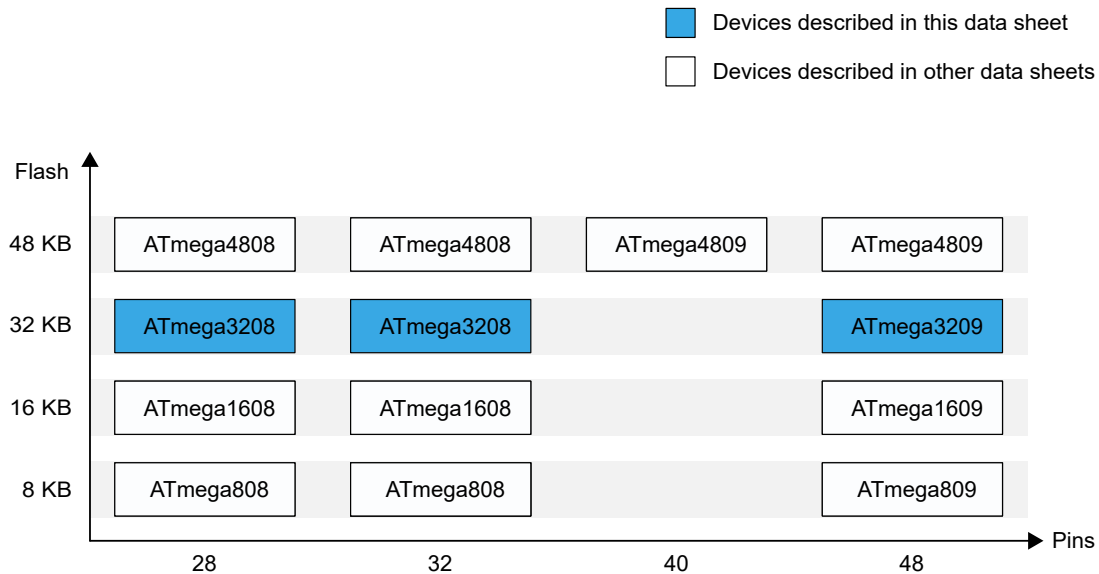 Devices described in this data sheet
Devices described in other data sheets
Flash
48 KB ATmega4808 ATmega4808 ATmega4809 ATmega4809
32 KB ATmega3208 ATmega3208 ATmega3209
16 KB ATmega1608 ATmega1608 ATmega1609
8 KB ATmega808 ATmega808 ATmega809
Pins
28 32 40 48